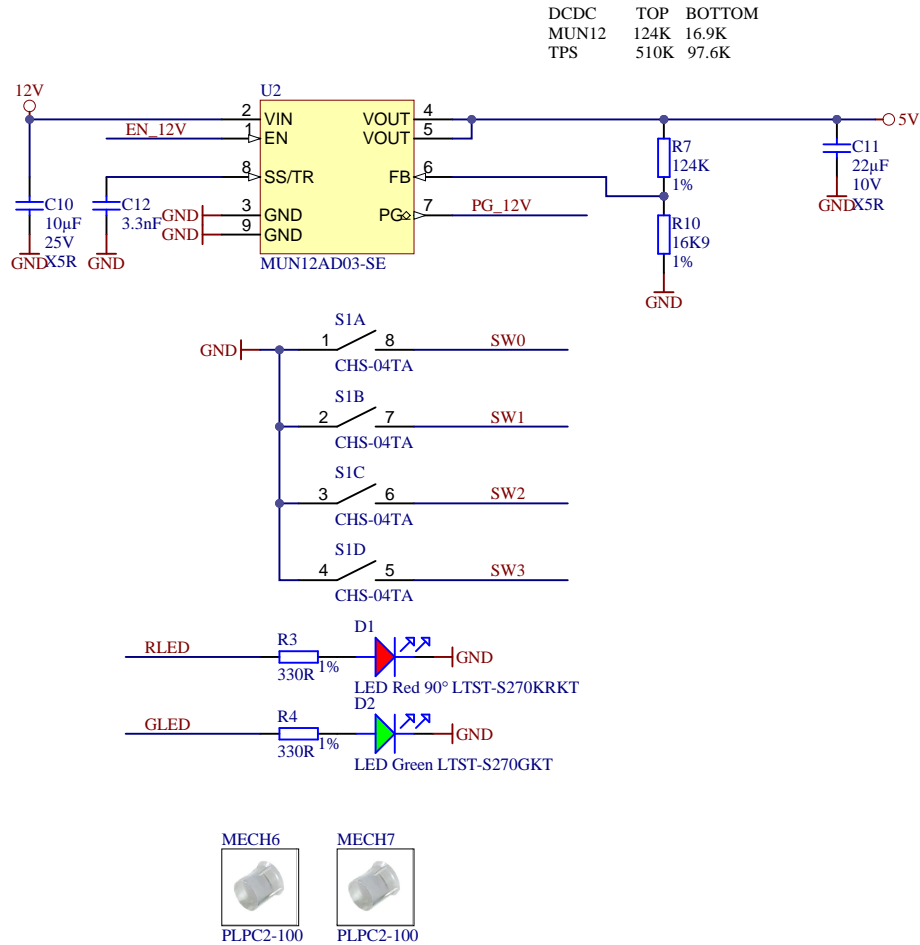 DCDC TOP BOTTOM
MUN12 124K 16.9K
TPS 510K 97.6K
12V
U2
2 VIN VOUT 4
EN_12V 1 EN VOUT 5
5V
8 SS/TR FB 6
3 GND PG 7 PG_12V
9 GND
GND
GND
MUN12AD03-SE
C10
10µF
25V
X5R
GND
C12
3.3nF
GND
R7
124K
1%
R10
16K9
1%
GND
C11
22µF
10V
X5R
GND
S1A
GND 1 8 SW0
CHS-04TA
S1B
2 7 SW1
CHS-04TA
S1C
3 6 SW2
CHS-04TA
S1D
4 5 SW3
CHS-04TA
D1
RLED R3 GND
330R 1%
LED Red 90° LTST-S270KRKT
D2
GLED R4 GND
330R 1%
LED Green LTST-S270GKT
MECH6 MECH7
PLPC2-100 PLPC2-100